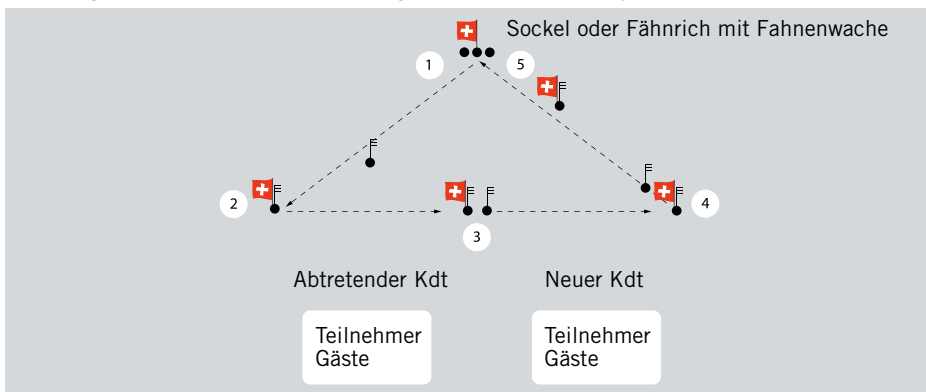 Sockel oder Fähnrich mit Fahnenwache
1
5
2
4
3
Abtretender Kdt
Neuer Kdt
Teilnehmer
Gäste
Teilnehmer
Gäste